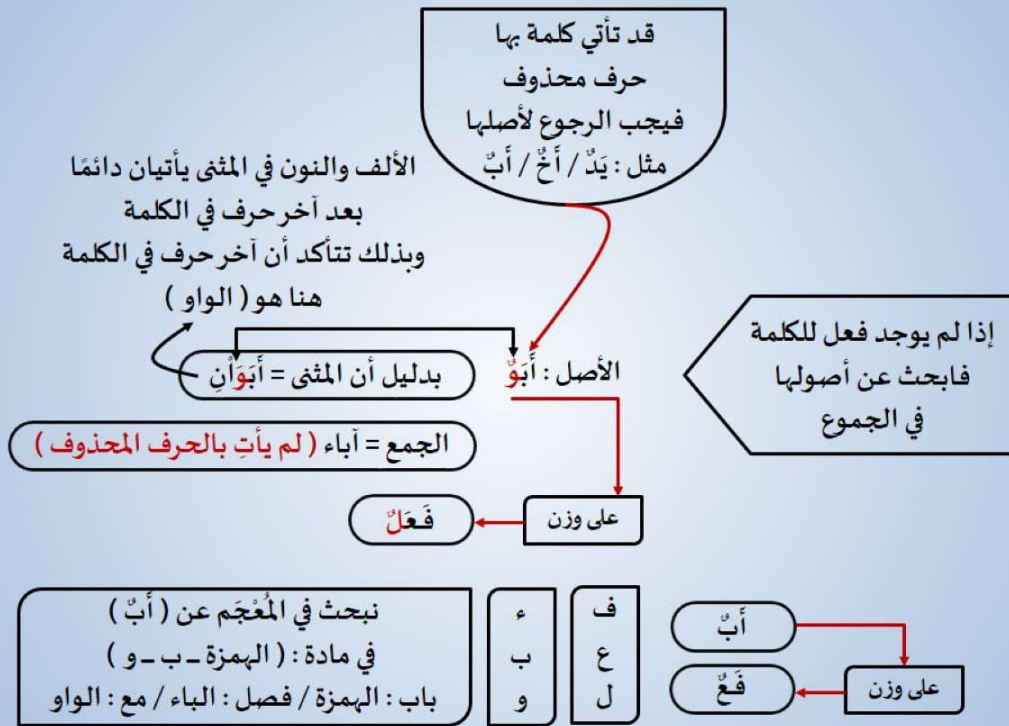 قد تأتي كلمة بها
حرف محذوف
فيجب الرجوع لأصلها
مثل : يَدٌ / أَخٌ / أَبٌ
الألف والنون في المثنى يأتيان دائمًا
بعد آخر حرف في الكلمة
وبذلك تتأكد أن آخر حرف في الكلمة
هنا هو ( الواو )
إذا لم يوجد فعل للكلمة
فابحث عن أصولها
في الجموع
الأصل : أَبَوٌ
بدليل أن المثنى = أَبَوَاْنِ
الجمع = آباء ( لم يأتِ بالحرف المحذوف )
على وزن
فَعَلٌ
أَبٌ
على وزن
فَعٌ
ف
ع
ل
ء
ب
و
نبحث في المُعْجَم عن ( أَبٌ )
في مادة : ( الهمزة – ب – و )
باب : الهمزة / فصل : الباء / مع : الواو